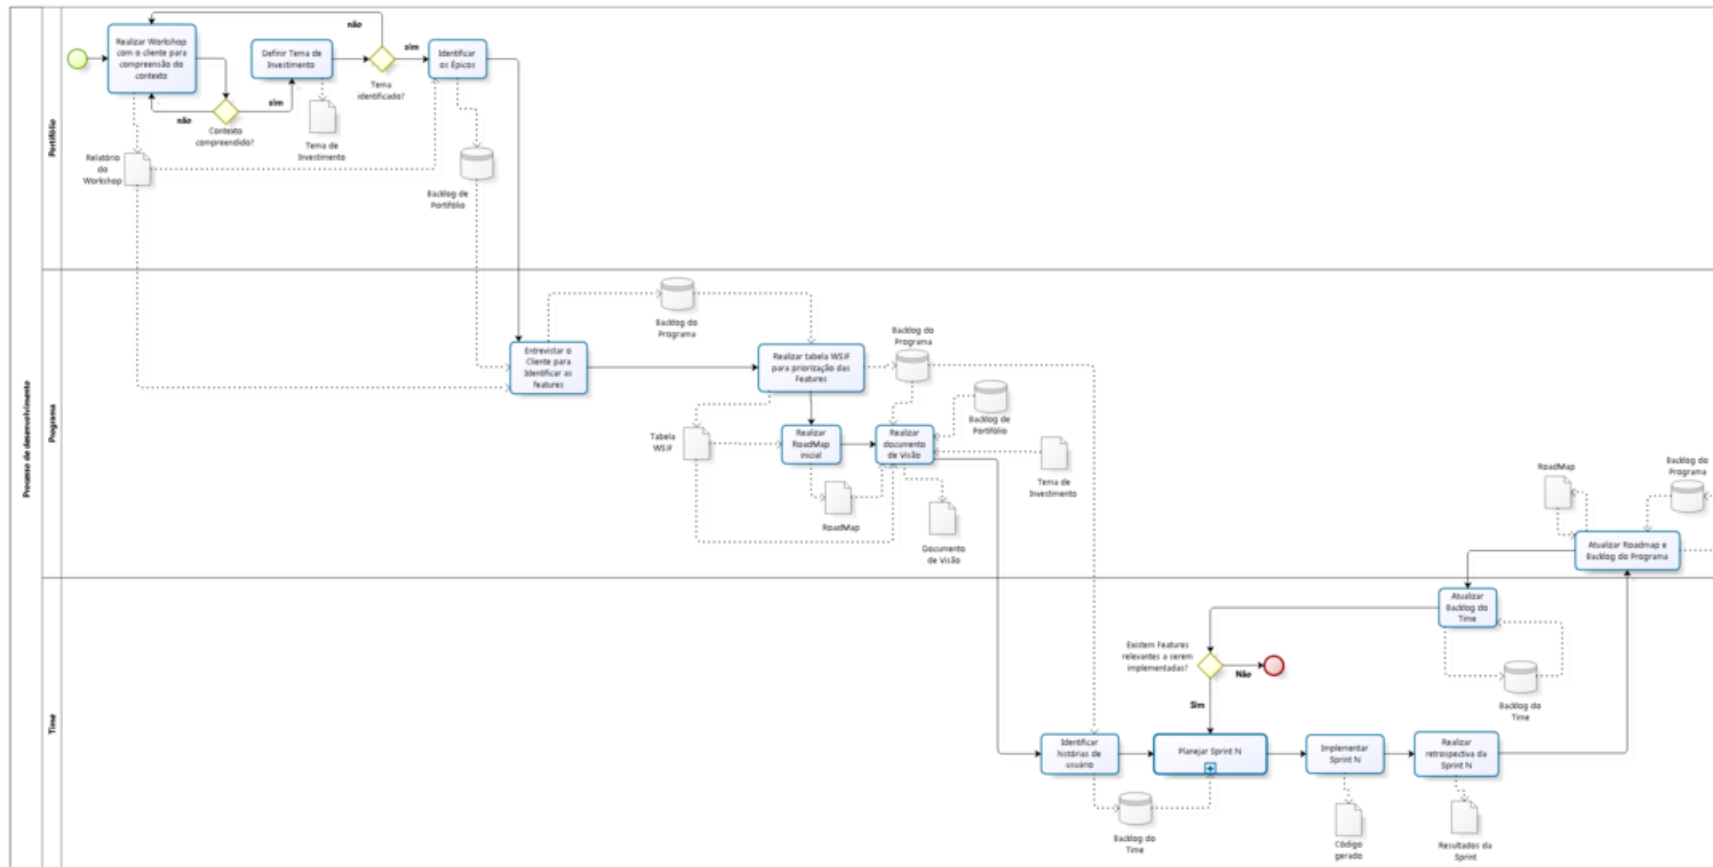 Processo de desenvolvimento
Portifólio
Realizar Workshop
com o cliente para
compreensão do
contexto
Contexto
compreendido?
não
sim
Definir Tema de
Investimento
Tema de
Investimento
não
sim
Tema
identificado?
Identificar
os Épicos
Relatório
do
Workshop
Backlog de
Portifólio
Programa
Entrevistar o
Cliente para
Identificar as
features
Backlog do
Programa
Realizar tabela WSJF
para priorização das
Features
Backlog do
Programa
Tabela
WSJF
Realizar
RoadMap
inicial
Realizar
documento
de Visão
Backlog de
Portifólio
Tema de
Investimento
RoadMap
Documento
de Visão
RoadMap
Backlog do
Programa
Atualizar Roadmap e
Backlog do Programa
Time
Atualizar
Backlog do
Time
Existem Features
relevantes a serem
implementadas?
Não
Sim
Backlog do
Time
Identificar
histórias de
usuário
Planejar Sprint N
Implementar
Sprint N
Realizar
retrospectiva da
Sprint N
Backlog do
Time
Código
gerado
Resultados da
Sprint